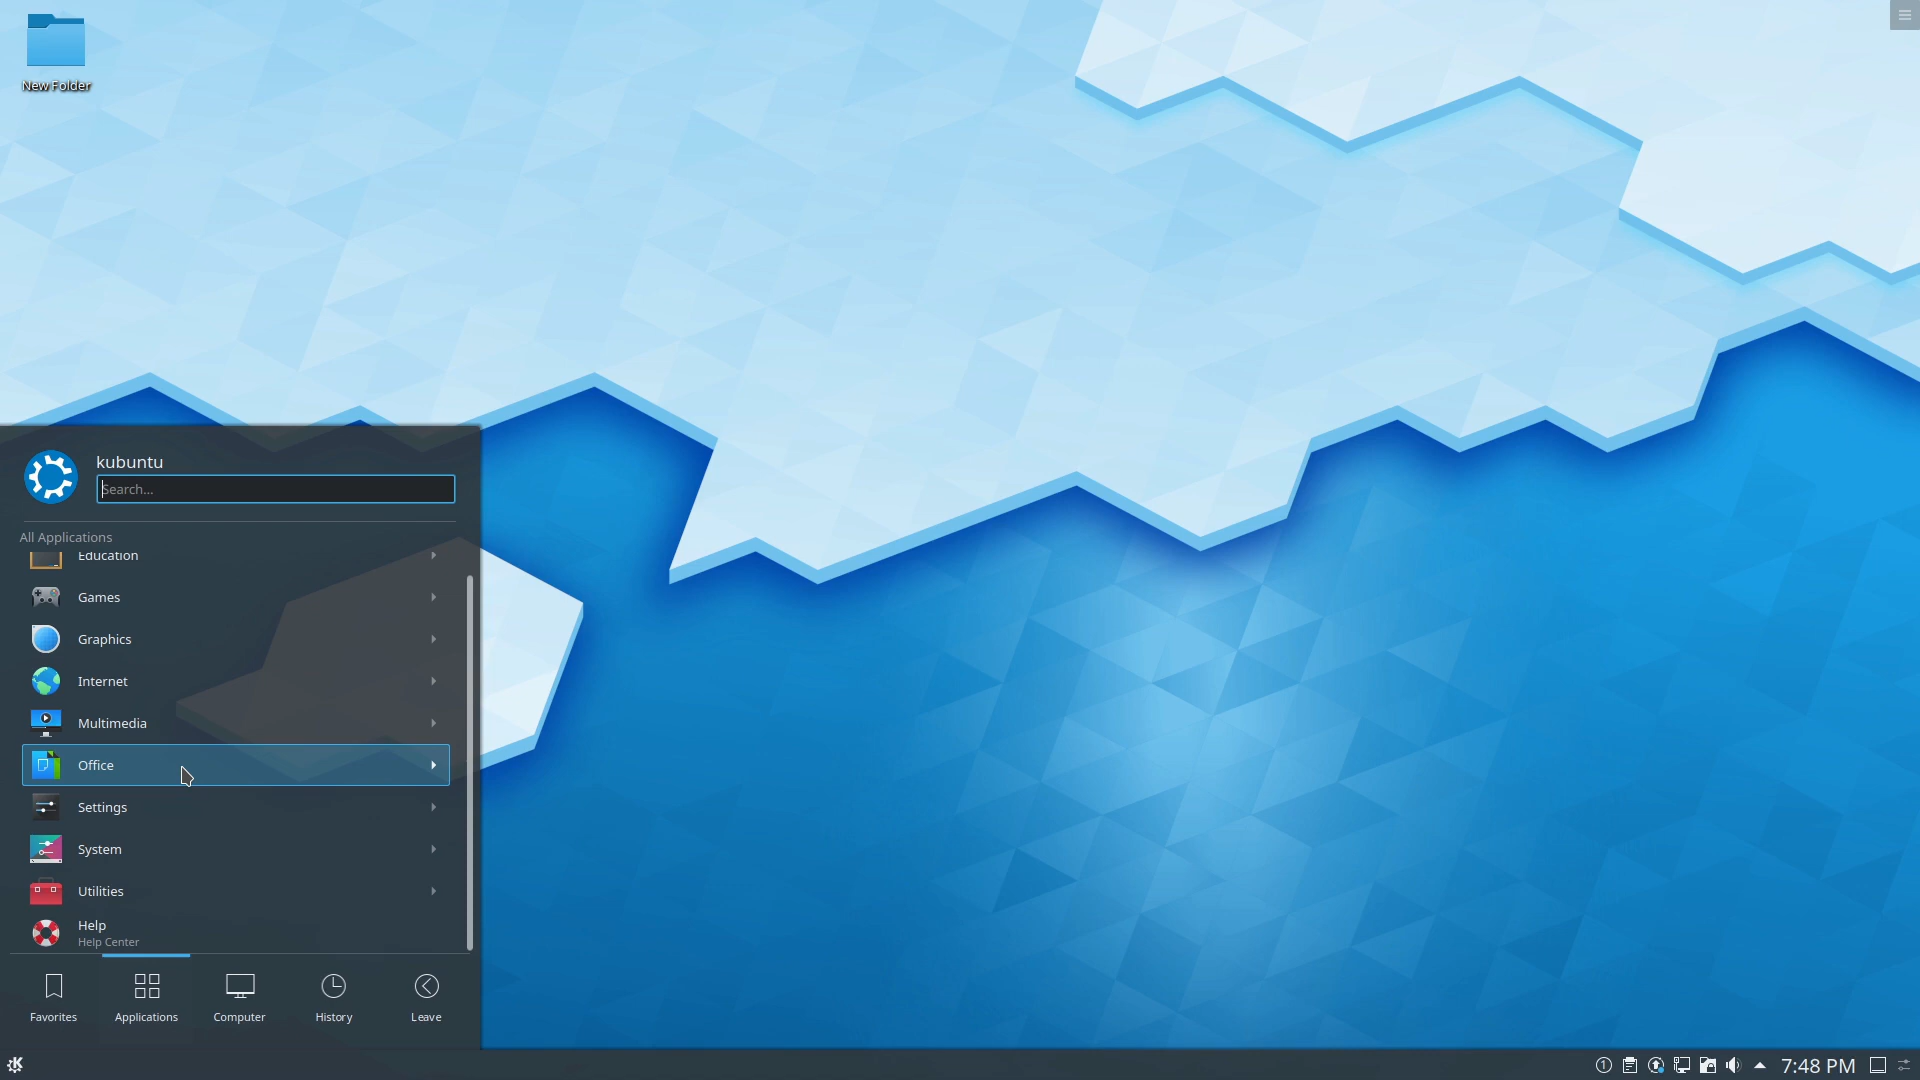 New Folder
kubuntu
Search...
All Applications
Education
Games
Graphics
Internet
Multimedia
Office
Settings
System
Utilities
Help
Help Center
Favorites
Applications
Computer
History
Leave
1
7:48 PM